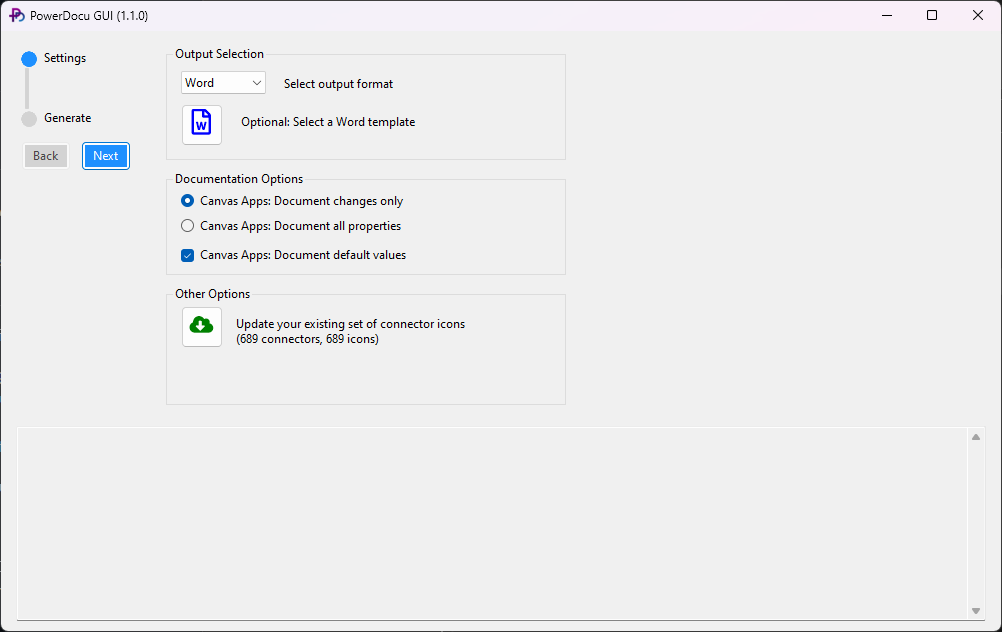 PowerDocu GUI (1.1.0)
Settings
Generate
Back
Next
Output Selection
Word
Select output format
W
Optional: Select a Word template
Documentation Options
Canvas Apps: Document changes only
Canvas Apps: Document all properties
Canvas Apps: Document default values
Other Options
Update your existing set of connector icons
(689 connectors, 689 icons)